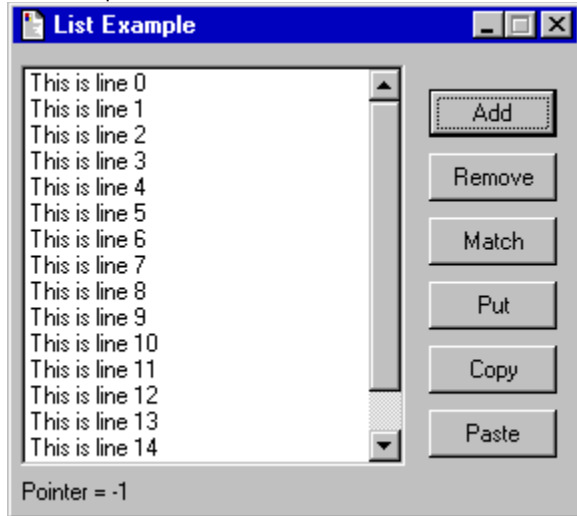 List Example
This is line 0
This is line 1
This is line 2
This is line 3
This is line 4
This is line 5
This is line 6
This is line 7
This is line 8
This is line 9
This is line 10
This is line 11
This is line 12
This is line 13
This is line 14
Add
Remove
Match
Put
Copy
Paste
Pointer = -1